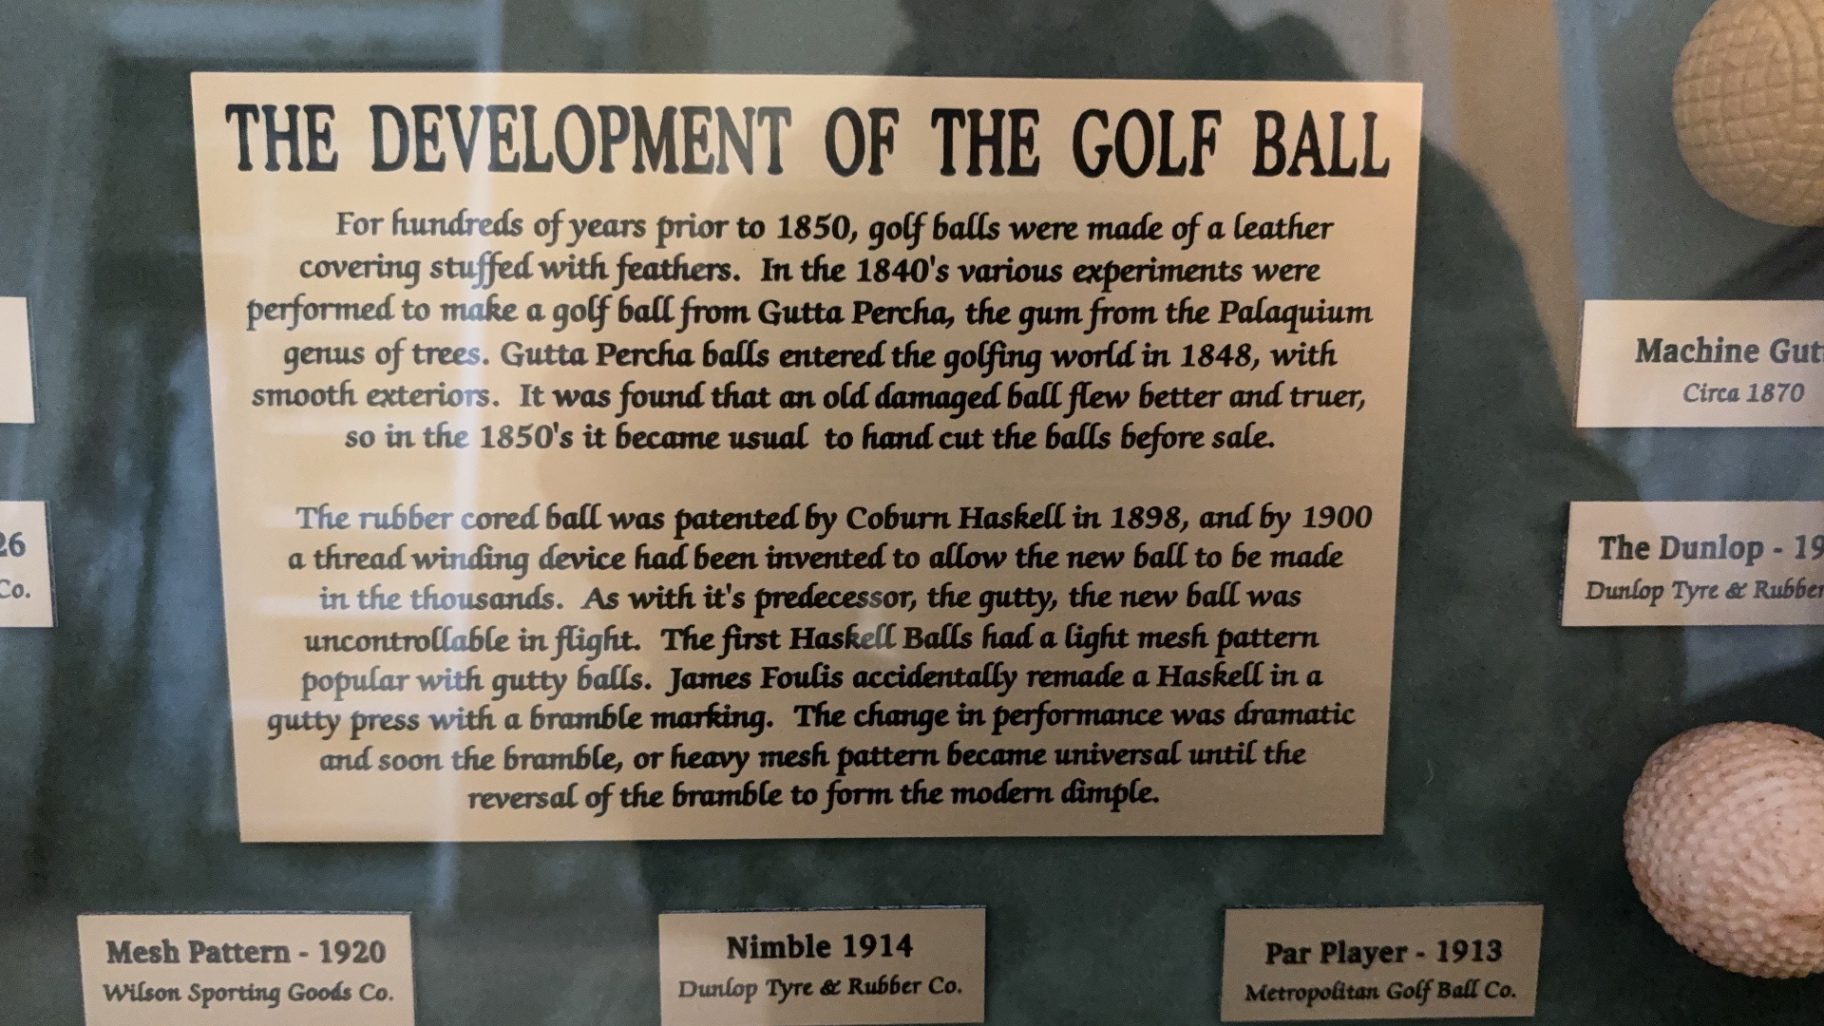 THE DEVELOPMENT OF THE GOLF BALL
For hundreds of years prior to 1850, golf balls were made of a leather
covering stuffed with feathers. In the 1840's various experiments were
performed to make a golf ball from Gutta Percha, the gum from the Palaquium
genus of trees. Gutta Percha balls entered the golfing world in 1848, with
smooth exteriors. It was found that an old damaged ball flew better and truer,
so in the 1850's it became usual to hand cut the balls before sale.
The rubber cored ball was patented by Coburn Haskell in 1898, and by 1900
a thread winding device had been invented to allow the new ball to be made
in the thousands. As with it's predecessor, the gutty, the new ball was
uncontrollable in flight. The first Haskell Balls had a light mesh pattern
popular with gutty balls. James Foulis accidentally remade a Haskell in a
gutty press with a bramble marking. The change in performance was dramatic
and soon the bramble, or heavy mesh pattern became universal until the
reversal of the bramble to form the modern dimple.
26
Co.
Machine
Circa 1870
The Dunlop - 19
Dunlop Tyre & Rubber
Mesh Pattern - 1920
Wilson Sporting Goods Co.
Nimble 1914
Dunlop Tyre & Rubber Co.
Par Player - 1913
Metropolitan Golf Ball Co.